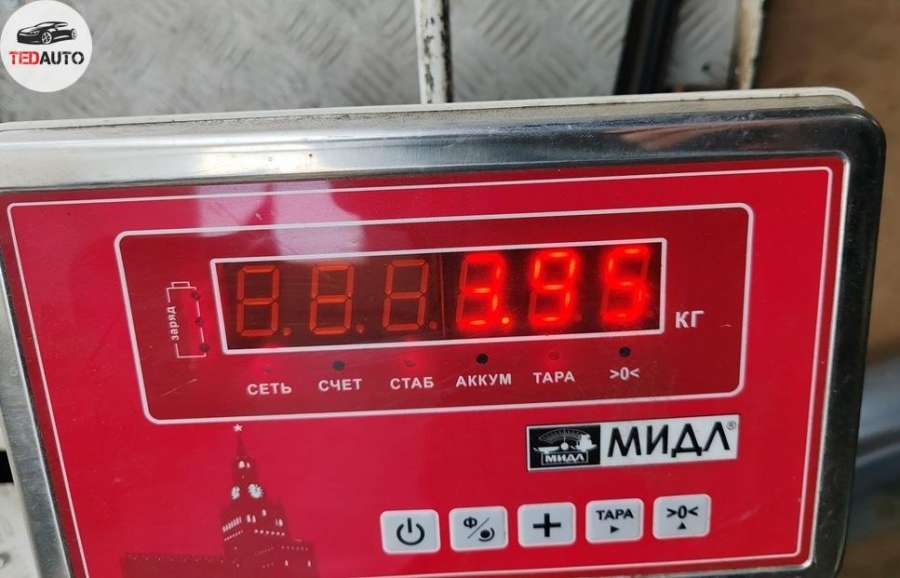 TEDAUTO
3.95
КГ
заряд
СЕТЬ СЧЕТ СТАБ АККУМ ТАРА >0<
МИДЛ МИДЛ®
Ф + ТАРА >0<